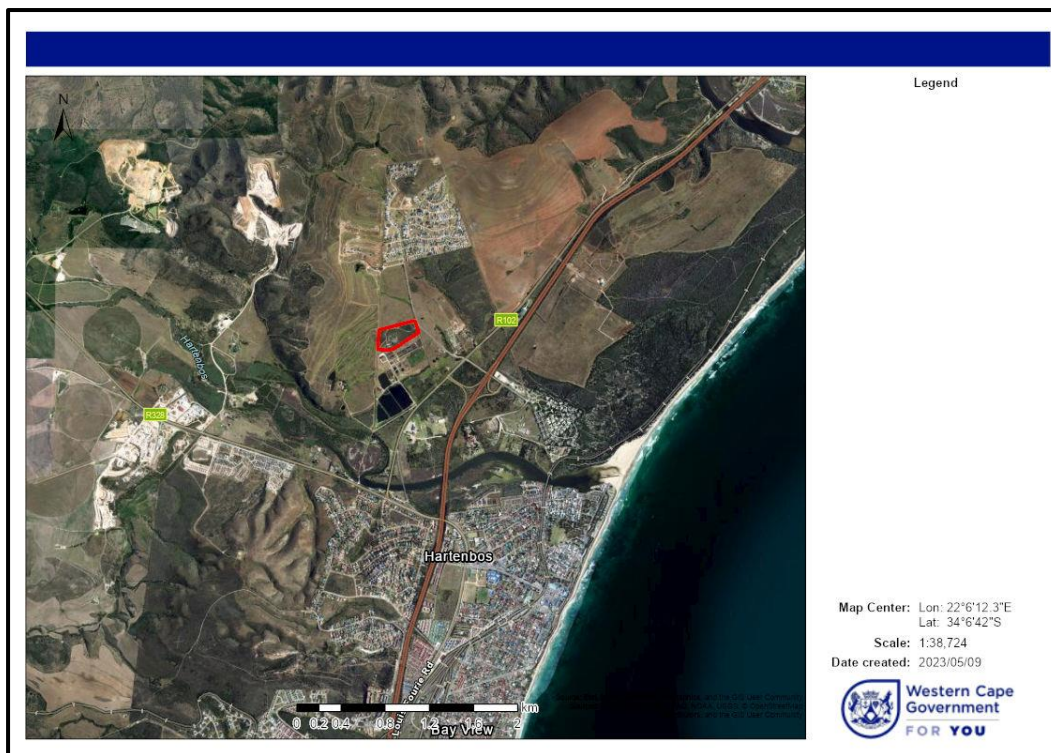 Legend
N
R102
Hartenbos
R328
Hartenbos
Louis Fourie Rd
km
0 0.2 0.4 0.8 1.2 1.6 2
Bay View
Map Center: Lon: 22°6'12.3"E
Lat: 34°6'42"S
Scale: 1:38,724
Date created: 2023/05/09
Western Cape
Government
FOR YOU